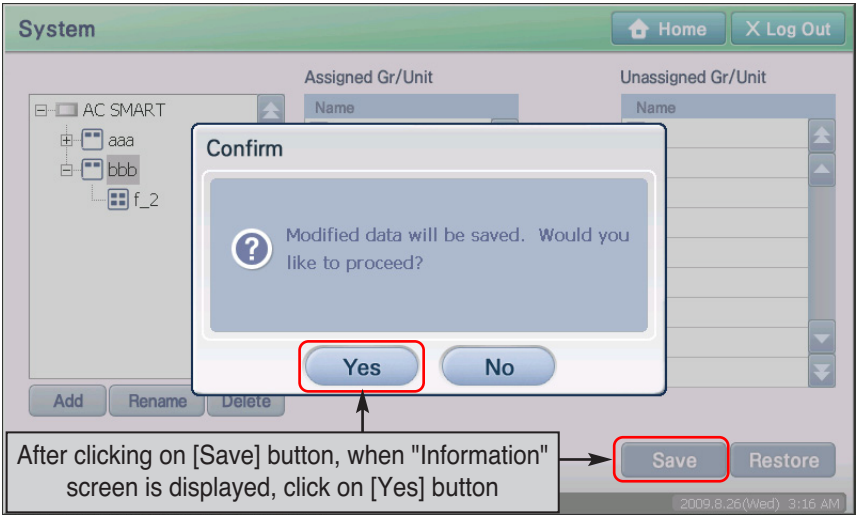 System
Home
X Log Out
Assigned Gr/Unit
Unassigned Gr/Unit
Name
Name
AC SMART
aaa
bbb
f_2
Confirm
Modified data will be saved. Would you
like to proceed?
Yes
No
Add
Rename
Delete
After clicking on [Save] button, when "Information"
screen is displayed, click on [Yes] button
Save
Restore
2009.8.26(Wed) 3:16 AM